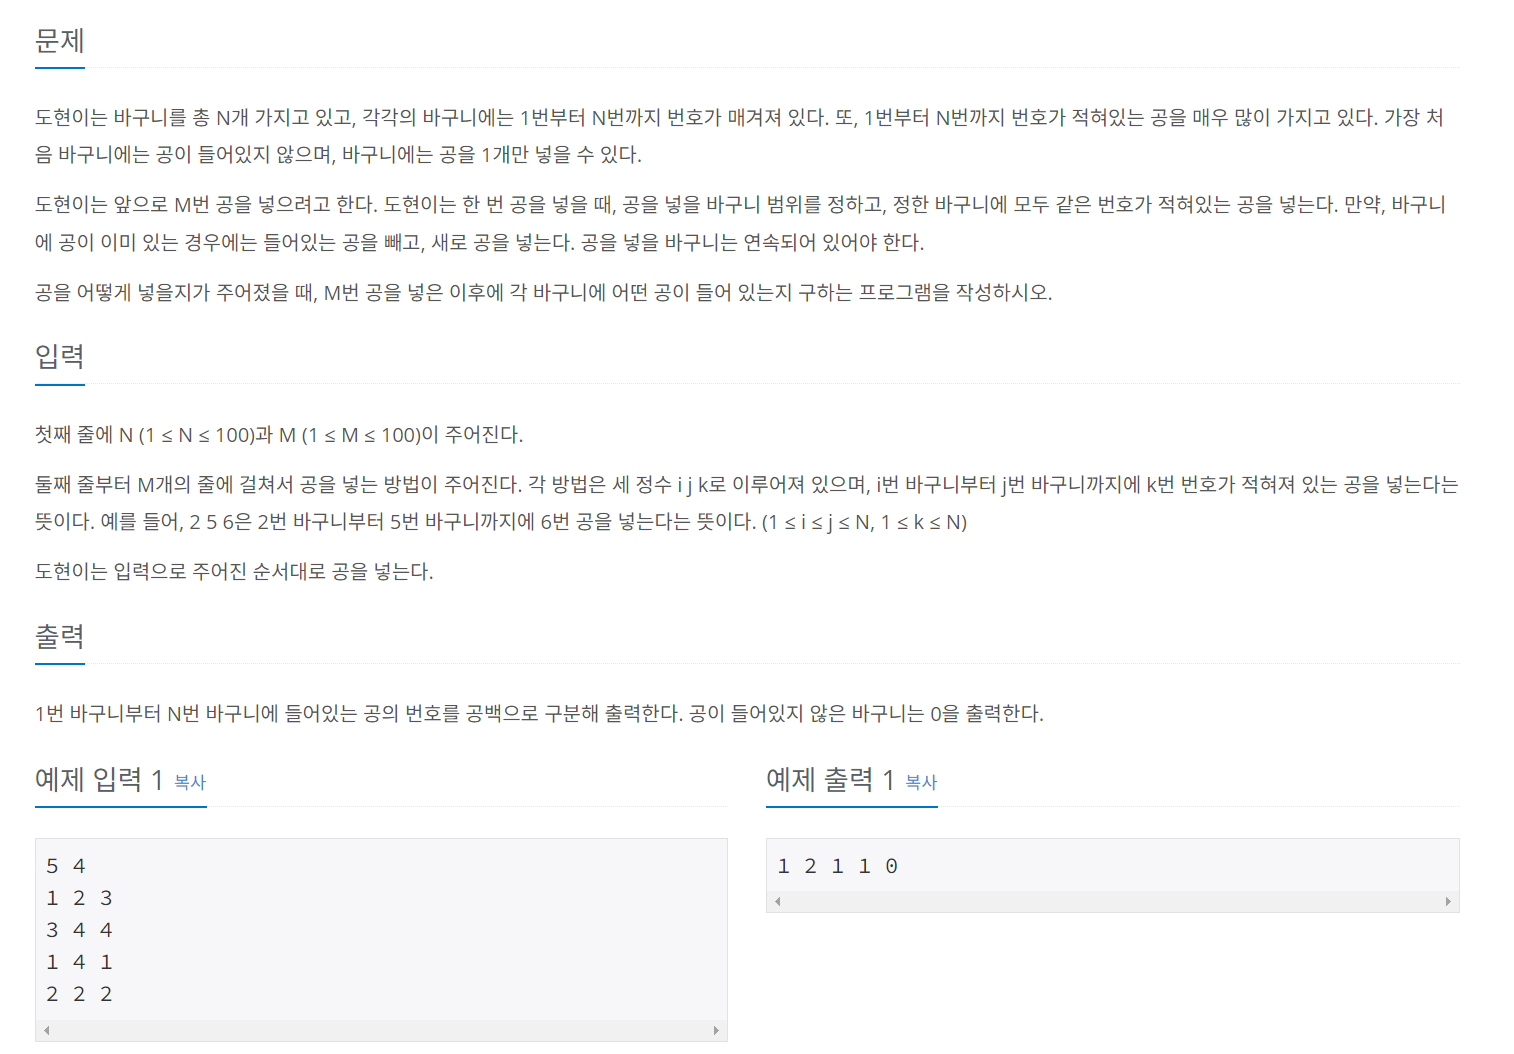 문제
도현이는 바구니를 총 N개 가지고 있고, 각각의 바구니에는 1번부터 N번까지 번호가 매겨져 있다. 또, 1번부터 N번까지 번호가 적혀있는 공을 매우 많이 가지고 있다. 가장 처
음 바구니에는 공이 들어있지 않으며, 바구니에는 공을 1개만 넣을 수 있다.
도현이는 앞으로 M번 공을 넣으려고 한다. 도현이는 한 번 공을 넣을 때, 공을 넣을 바구니 범위를 정하고, 정한 바구니에 모두 같은 번호가 적혀있는 공을 넣는다. 만약, 바구니
에 공이 이미 있는 경우에는 들어있는 공을 빼고, 새로 공을 넣는다. 공을 넣을 바구니는 연속되어 있어야 한다.
공을 어떻게 넣을지가 주어졌을 때, M번 공을 넣은 이후에 각 바구니에 어떤 공이 들어 있는지 구하는 프로그램을 작성하시오.
입력
첫째 줄에 N (1 ≤ N ≤ 100)과 M (1 ≤ M ≤ 100)이 주어진다.
둘째 줄부터 M개의 줄에 걸쳐서 공을 넣는 방법이 주어진다. 각 방법은 세 정수 i j k로 이루어져 있으며, i번 바구니부터 j번 바구니까지에 k번 번호가 적혀져 있는 공을 넣는다는
뜻이다. 예를 들어, 2 5 6은 2번 바구니부터 5번 바구니까지에 6번 공을 넣는다는 뜻이다. (1 ≤ i ≤ j ≤ N, 1 ≤ k ≤ N)
도현이는 입력으로 주어진 순서대로 공을 넣는다.
출력
1번 바구니부터 N번 바구니에 들어있는 공의 번호를 공백으로 구분해 출력한다. 공이 들어있지 않은 바구니는 0을 출력한다.
예제 입력 1 복사
5 4
1 2 3
3 4 4
1 4 1
2 2 2
예제 출력 1 복사
1 2 1 1 0